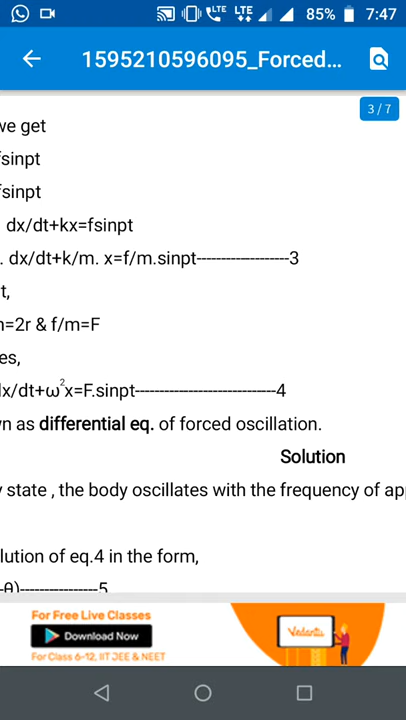 LTE LTE 85% 7:47
1595210596095_Forced...
3 / 7
we get
fsinpt
fsinpt
dx/dt+kx=fsinpt
. dx/dt+k/m. x=f/m.sinpt-------------------3
t,
=2r & f/m=F
es,
dx/dt+ω²x=F.sinpt-----------------------------4
n as differential eq. of forced oscillation.
Solution
y state , the body oscillates with the frequency of ap
lution of eq.4 in the form,
-θ)----------------5
For Free Live Classes
Download Now
For Class 6-12, IIT JEE & NEET
Vedantu